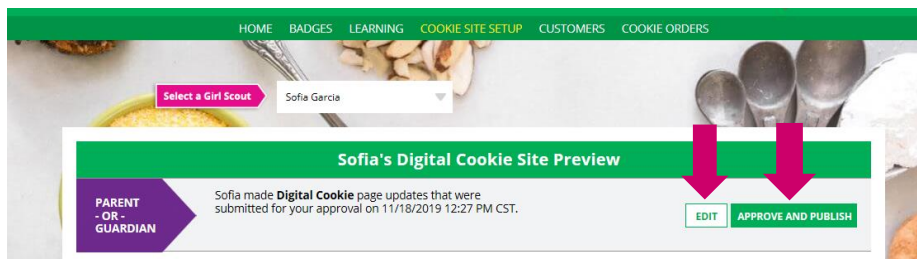 HOME BADGES LEARNING COOKIE SITE SETUP CUSTOMERS COOKIE ORDERS
Select a Girl Scout Sofia Garcia
Sofia's Digital Cookie Site Preview
PARENT
- OR -
GUARDIAN
Sofia made Digital Cookie page updates that were
submitted for your approval on 11/18/2019 12:27 PM CST.
EDIT APPROVE AND PUBLISH